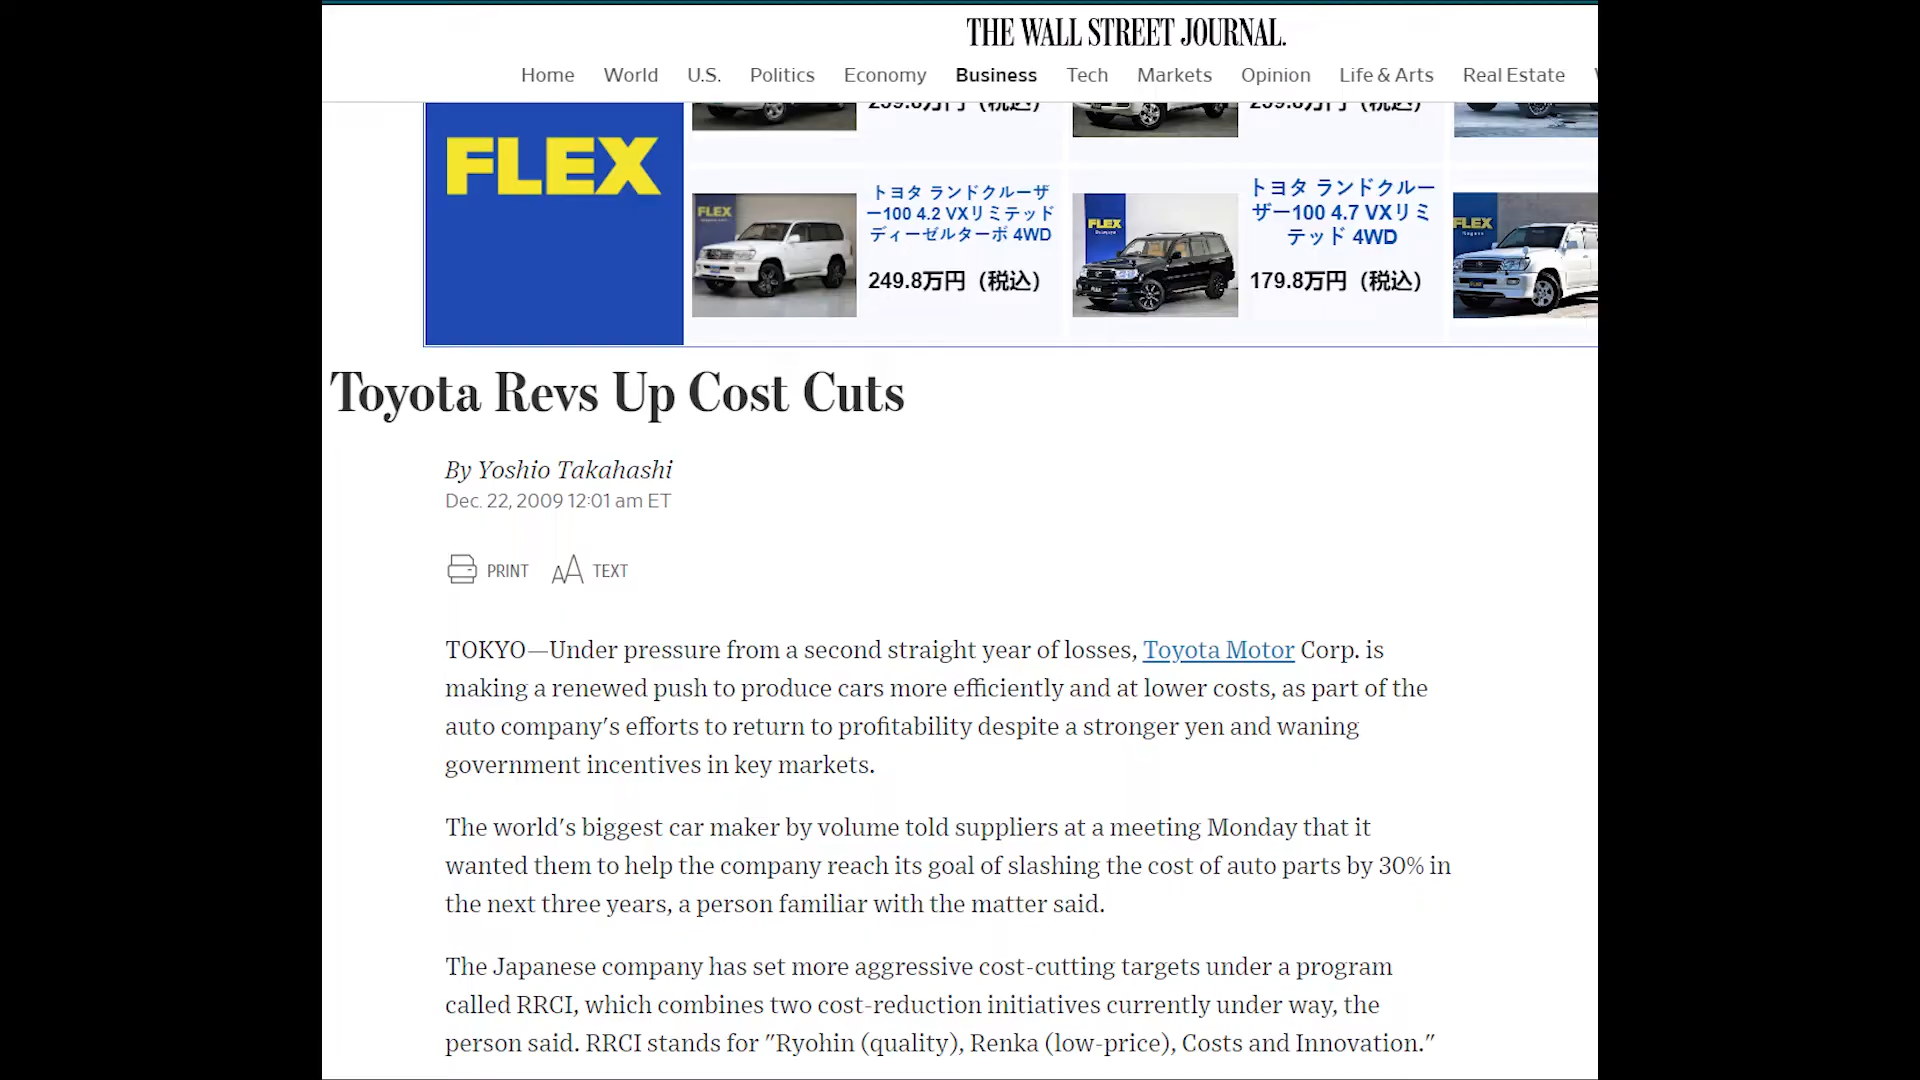 THE WALL STREET JOURNAL.
Home World U.S. Politics Economy Business Tech Markets Opinion Life & Arts Real Estate
FLEX
トヨタ ランドクルーザ
ー100 4.2 VXリミテッド
ディーゼルターボ 4WD
249.8万円（税込）
トヨタ ランドクルー
ザー100 4.7 VXリミ
テッド 4WD
179.8万円（税込）
FLEX
FLEX
FLEX
Toyota Revs Up Cost Cuts
By Yoshio Takahashi
Dec. 22, 2009 12:01 am ET
PRINT
TEXT
TOKYO—Under pressure from a second straight year of losses, Toyota Motor Corp. is
making a renewed push to produce cars more efficiently and at lower costs, as part of the
auto company's efforts to return to profitability despite a stronger yen and waning
government incentives in key markets.
The world's biggest car maker by volume told suppliers at a meeting Monday that it
wanted them to help the company reach its goal of slashing the cost of auto parts by 30% in
the next three years, a person familiar with the matter said.
The Japanese company has set more aggressive cost-cutting targets under a program
called RRCI, which combines two cost-reduction initiatives currently under way, the
person said. RRCI stands for "Ryohin (quality), Renka (low-price), Costs and Innovation."